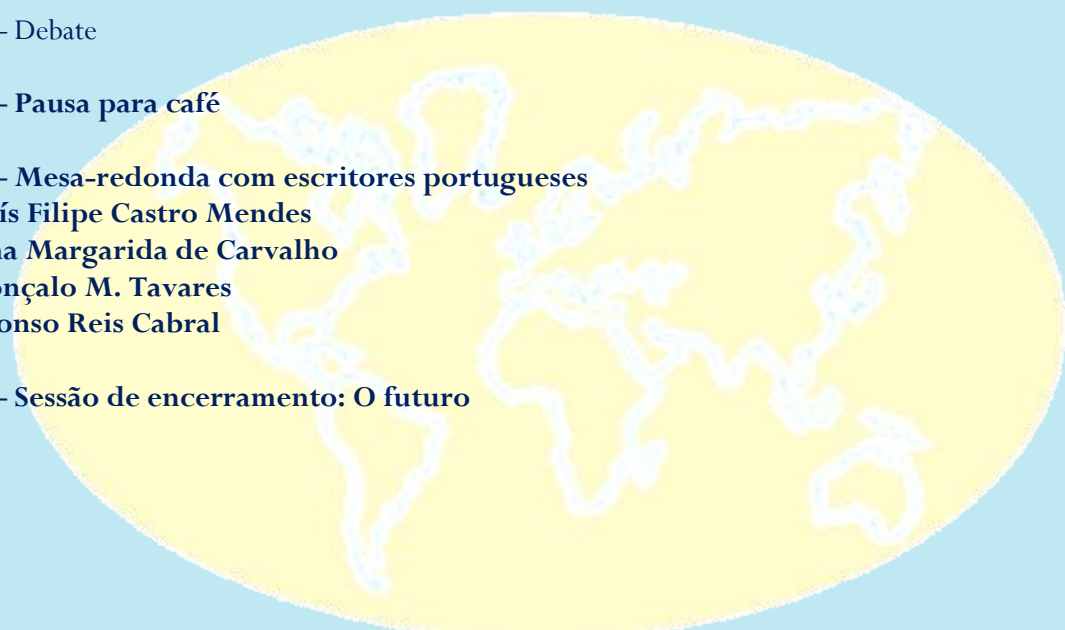 – Debate
– Pausa para café
– Mesa-redonda com escritores portugueses
ís Filipe Castro Mendes
a Margarida de Carvalho
onçalo M. Tavares
onso Reis Cabral
– Sessão de encerramento: O futuro